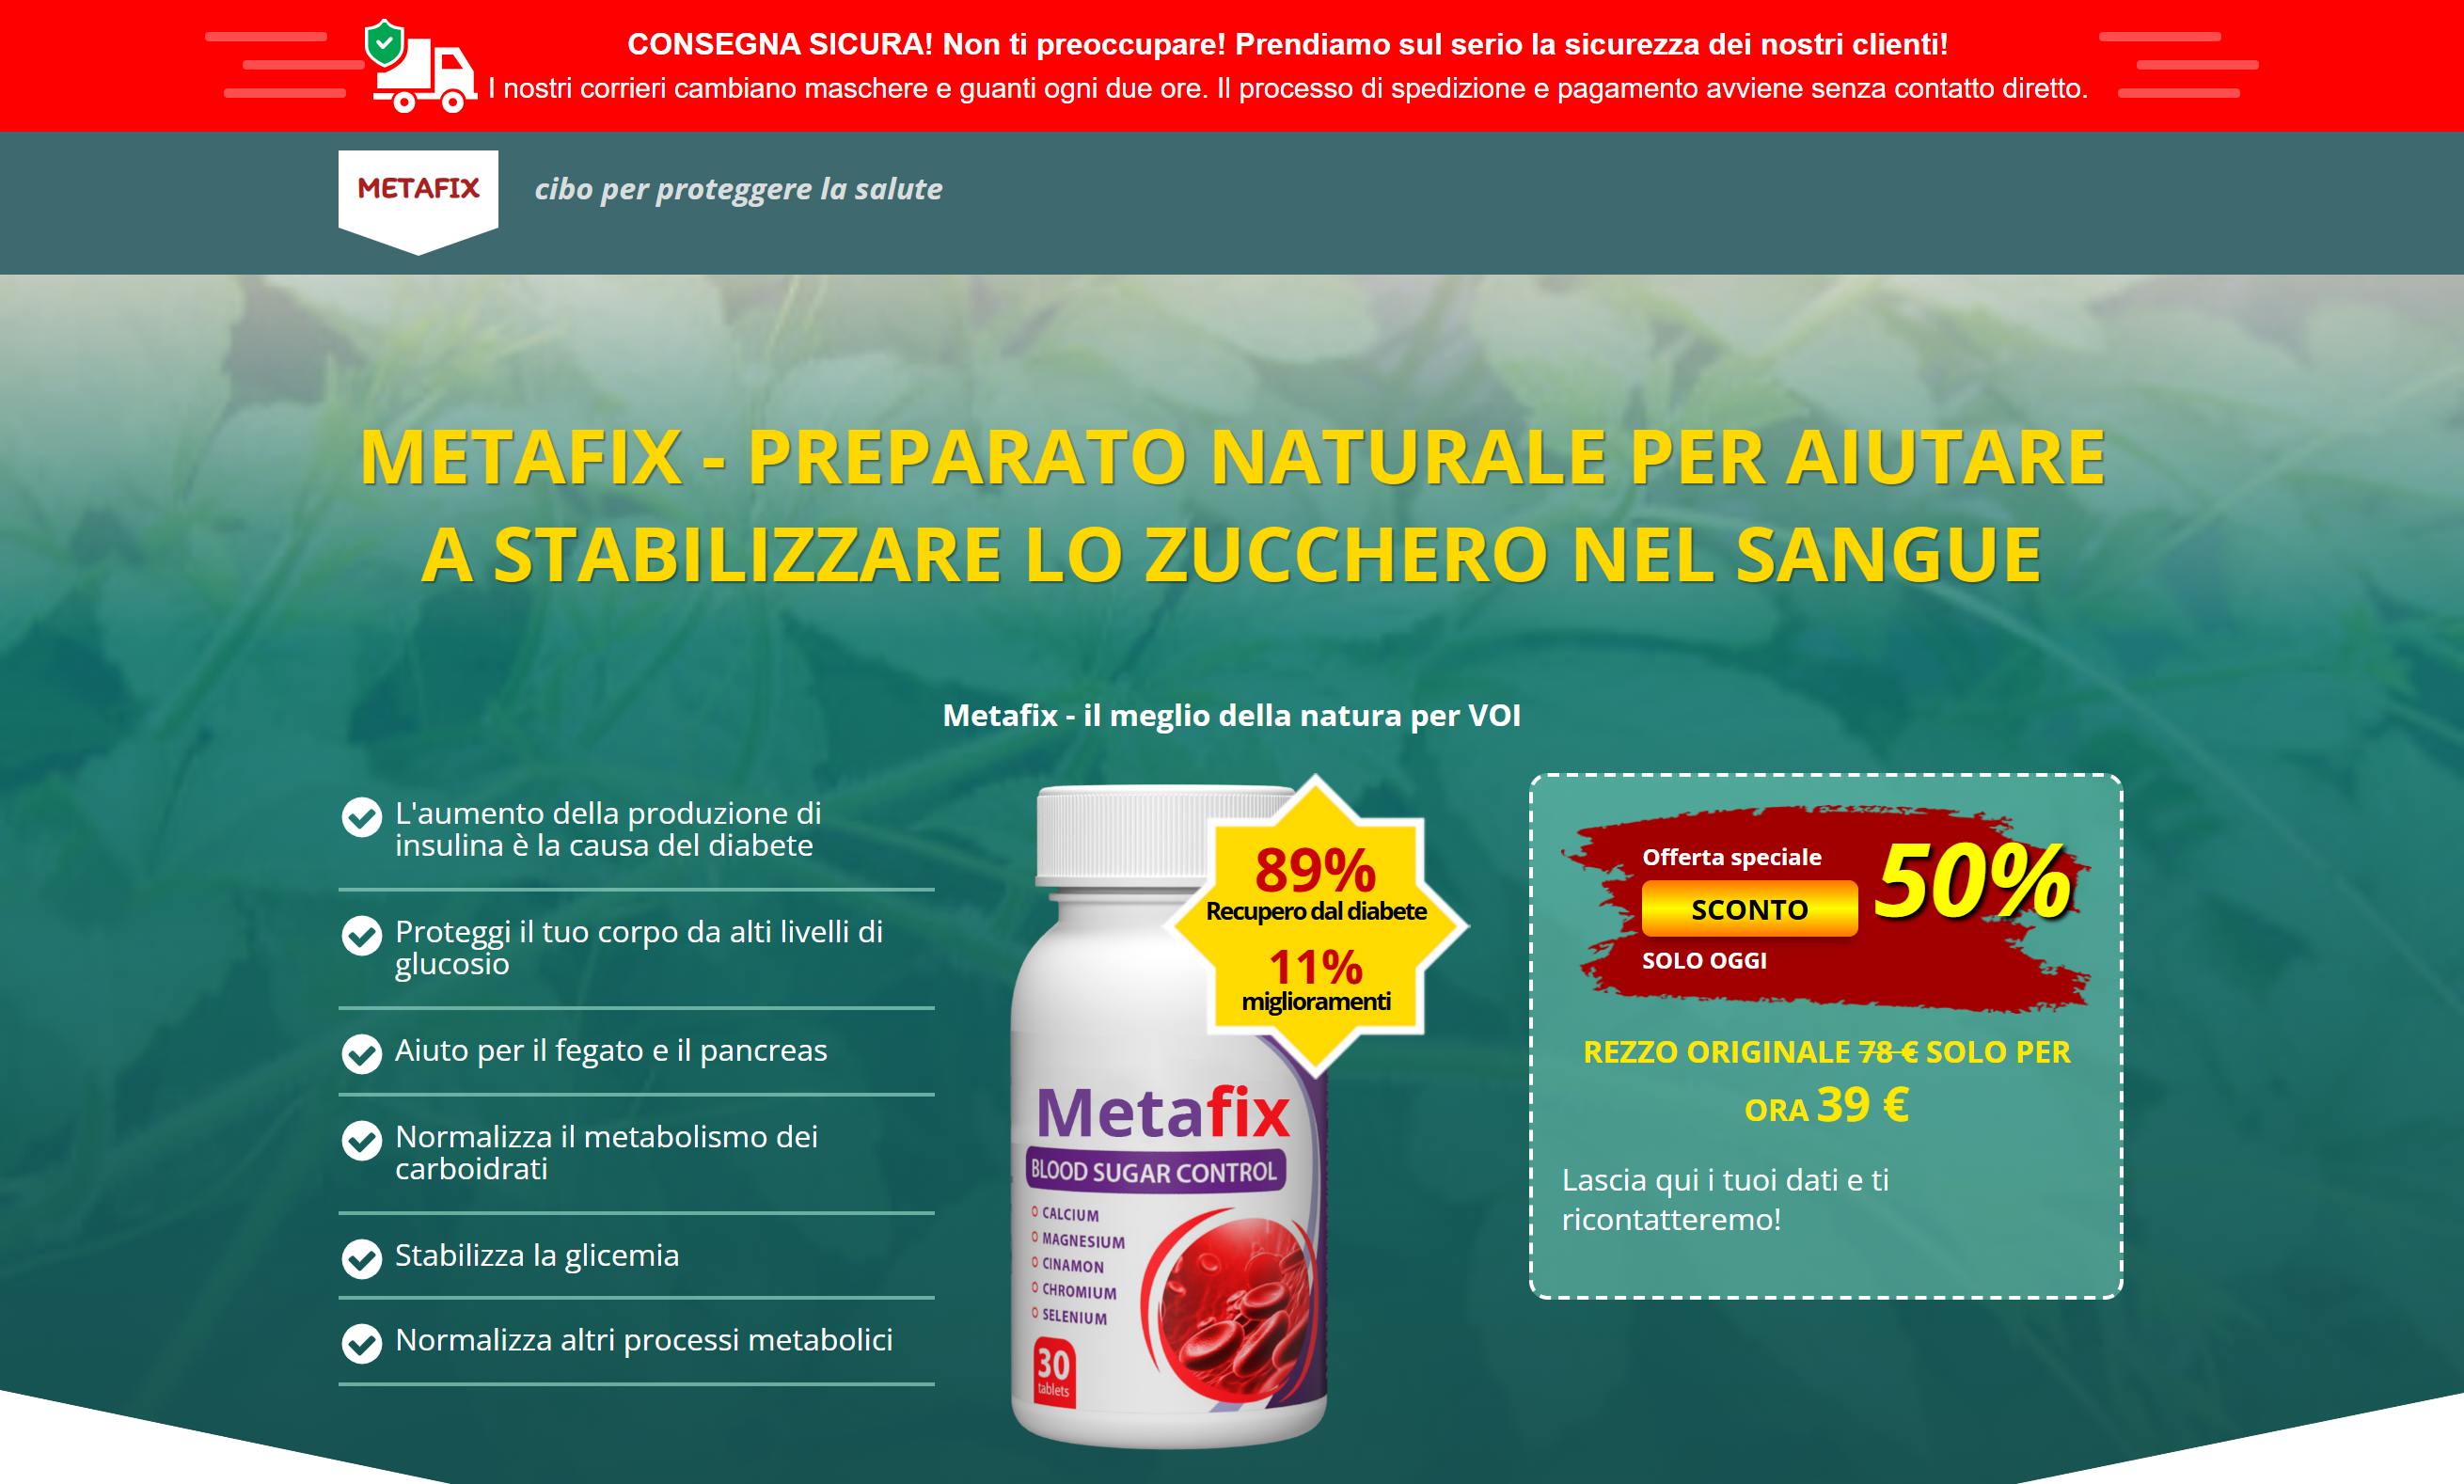 CONSEGNA SICURA! Non ti preoccupare! Prendiamo sul serio la sicurezza dei nostri clienti!
I nostri corrieri cambiano maschere e guanti ogni due ore. Il processo di spedizione e pagamento avviene senza contatto diretto.
METAFIX
cibo per proteggere la salute
METAFIX - PREPARATO NATURALE PER AIUTARE
A STABILIZZARE LO ZUCCHERO NEL SANGUE
Metafix - il meglio della natura per VOI
L'aumento della produzione di
insulina è la causa del diabete
Proteggi il tuo corpo da alti livelli di
glucosio
Aiuto per il fegato e il pancreas
Normalizza il metabolismo dei
carboidrati
Stabilizza la glicemia
Normalizza altri processi metabolici
89%
Recupero dal diabete
11%
miglioramenti
Metafix
BLOOD SUGAR CONTROL
CALCIUM
MAGNESIUM
CINAMON
CHROMIUM
SELENIUM
30
tablets
Offerta speciale
SCONTO
50%
SOLO OGGI
REZZO ORIGINALE 78 € SOLO PER
ORA 39 €
Lascia qui i tuoi dati e ti
ricontatteremo!